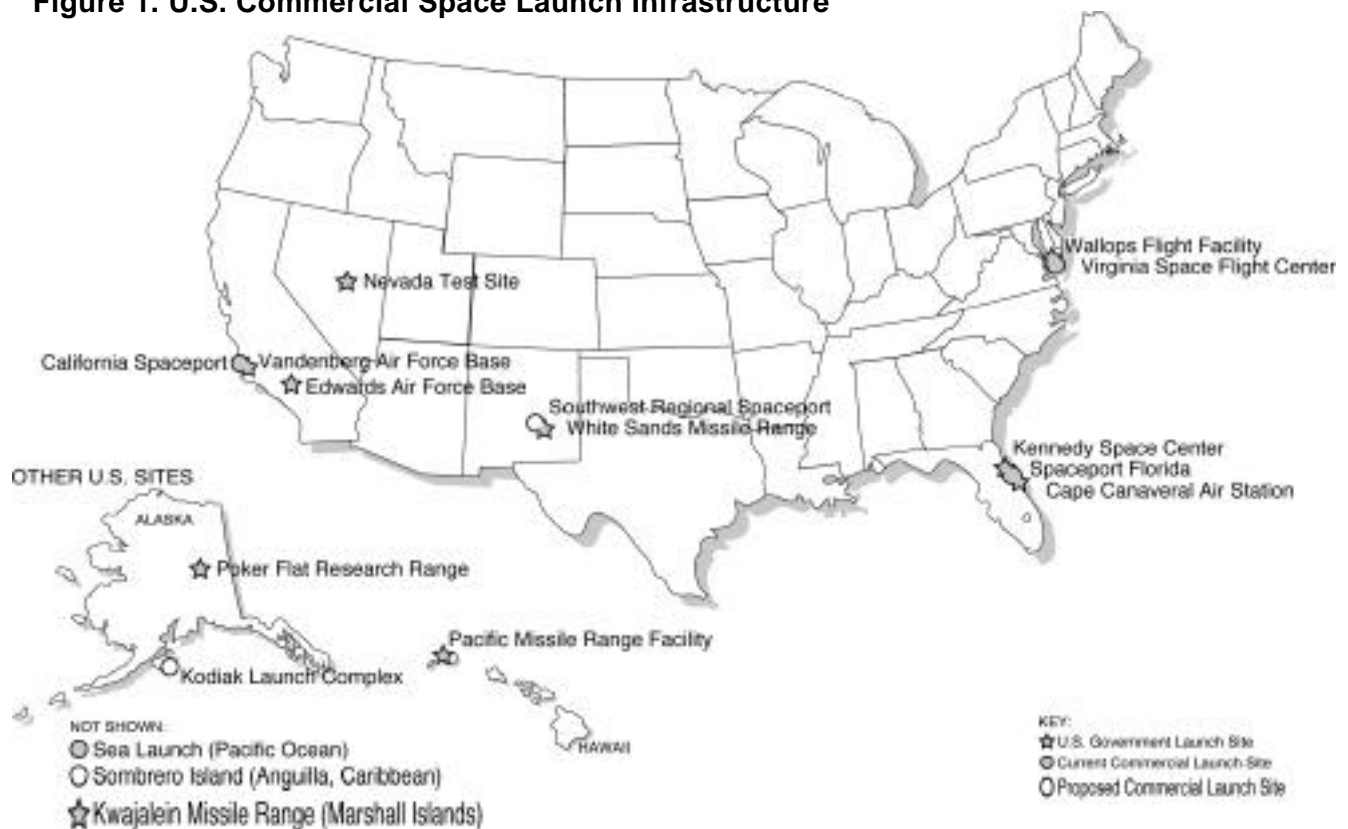 Figure 1. U.S. Commercial Space Launch Infrastructure
Wallops Flight Facility
Virginia Space Flight Center
Nevada Test Site
California Spaceport
Vandenberg Air Force Base
Edwards Air Force Base
Southwest Regional Spaceport
White Sands Missile Range
Kennedy Space Center
Spaceport Florida
Cape Canaveral Air Station
OTHER U.S. SITES
ALASKA
Poker Flat Research Range
Pacific Missile Range Facility
Kodiak Launch Complex
HAWAII
NOT SHOWN:
Sea Launch (Pacific Ocean)
Sombrero Island (Anguilla, Caribbean)
Kwajalein Missile Range (Marshall Islands)
KEY:
U.S. Government Launch Site
Current Commercial Launch Site
Proposed Commercial Launch Site